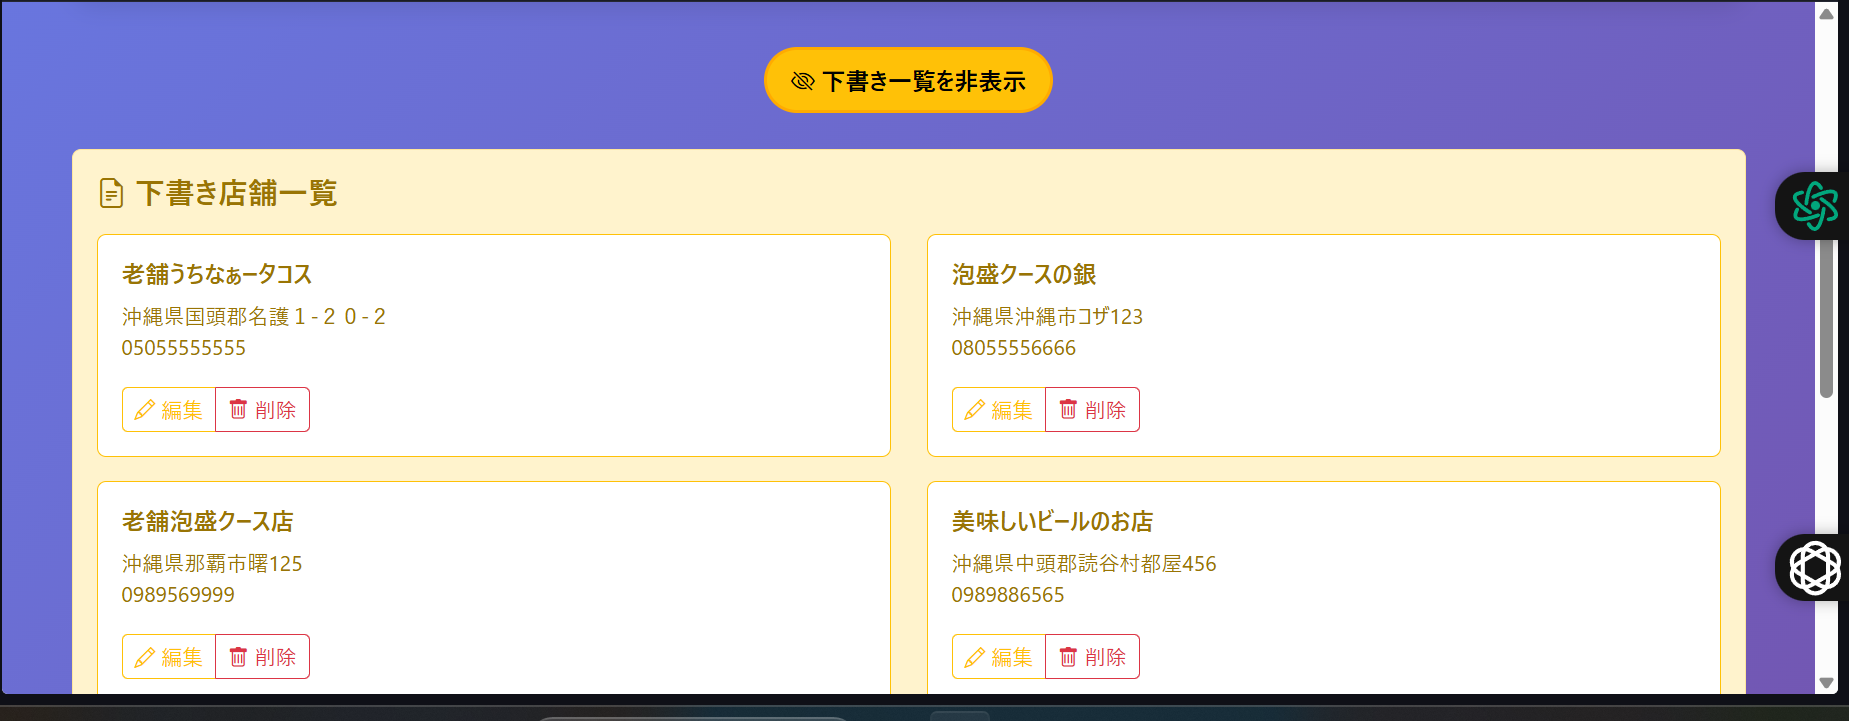 下書き一覧を非表示
下書き店舗一覧
老舗うちなぁータコス
沖縄県国頭郡名護１-２０-２
05055555555
編集 削除
泡盛クースの銀
沖縄県沖縄市コザ123
08055556666
編集 削除
老舗泡盛クース店
沖縄県那覇市曙125
0989569999
編集 削除
美味しいビールのお店
沖縄県中頭郡読谷村都屋456
0989886565
編集 削除